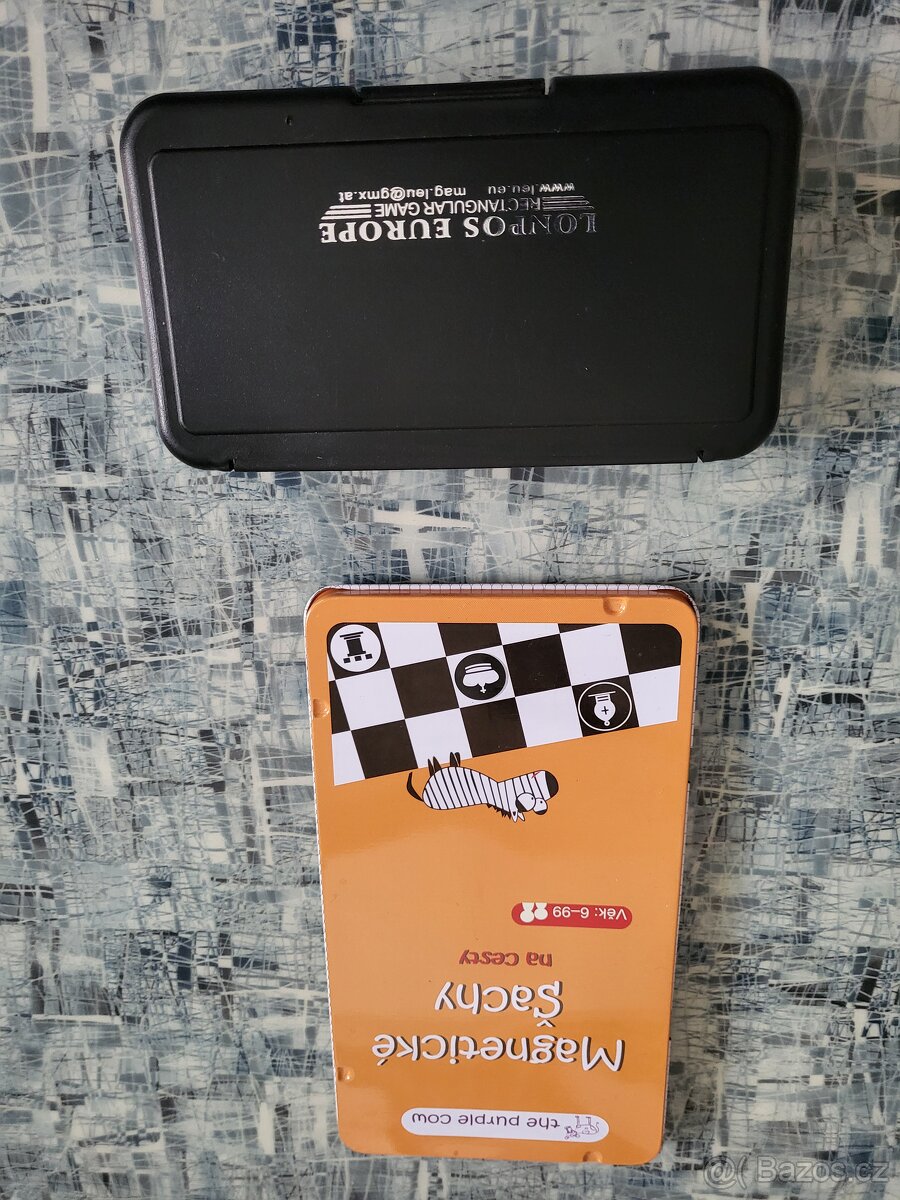 LONPOS EUROPE
RECTANGULAR GAME
www.leu.eu mag.leu@gmx.at
the purple cow
Magnetické
Šachy
na cesty
Věk: 6–99
@( Bazos.cz